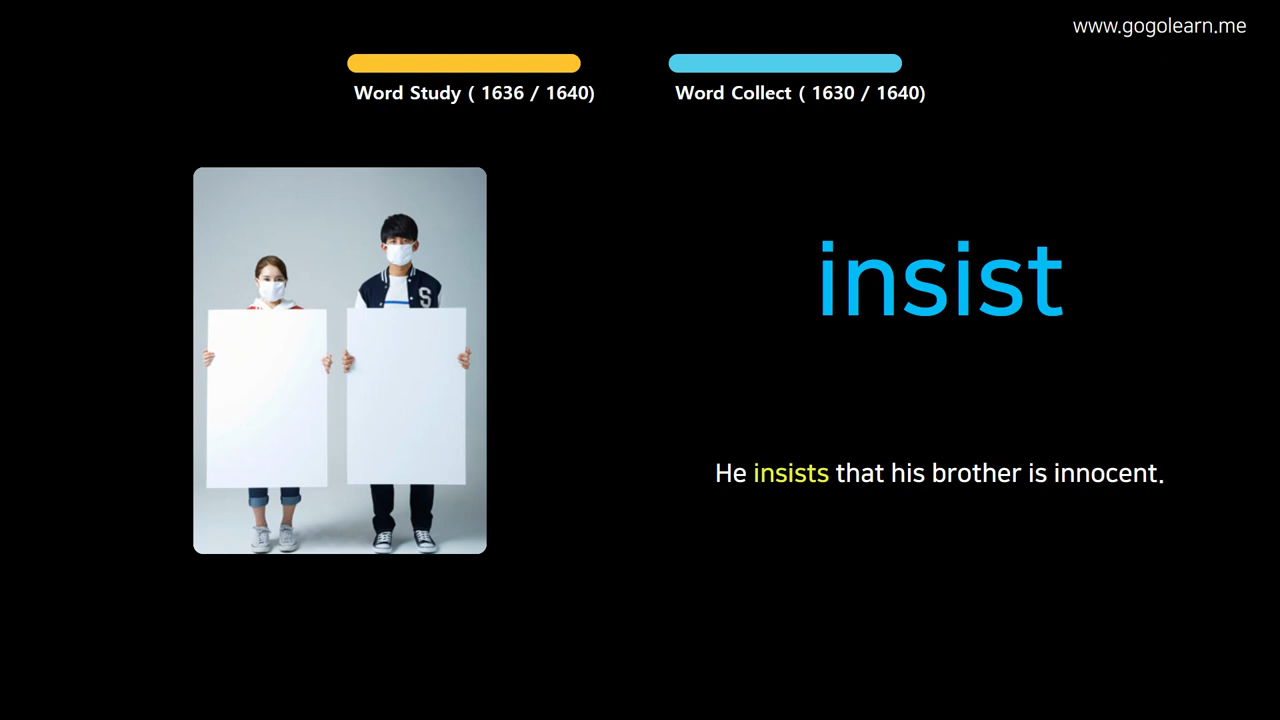 www.gogolearn.me
Word Study ( 1636 / 1640)
Word Collect ( 1630 / 1640)
S
insist
He insists that his brother is innocent.